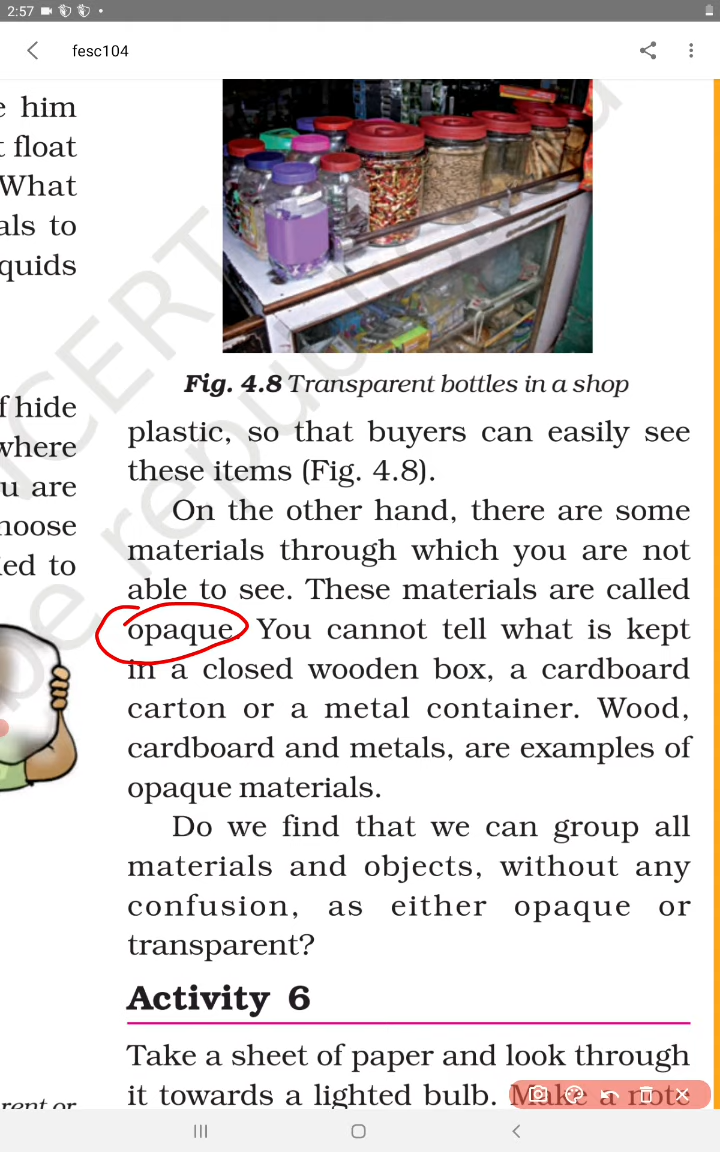 2:57
fesc104
e him
t float
What
als to
quids
f hide
where
u are
hoose
ied to
rent or
Fig. 4.8 Transparent bottles in a shop
plastic, so that buyers can easily see
these items (Fig. 4.8).
On the other hand, there are some
materials through which you are not
able to see. These materials are called
opaque. You cannot tell what is kept
in a closed wooden box, a cardboard
carton or a metal container. Wood,
cardboard and metals, are examples of
opaque materials.
Do we find that we can group all
materials and objects, without any
confusion, as either opaque or
transparent?
Activity 6
Take a sheet of paper and look through
it towards a lighted bulb. Make a note